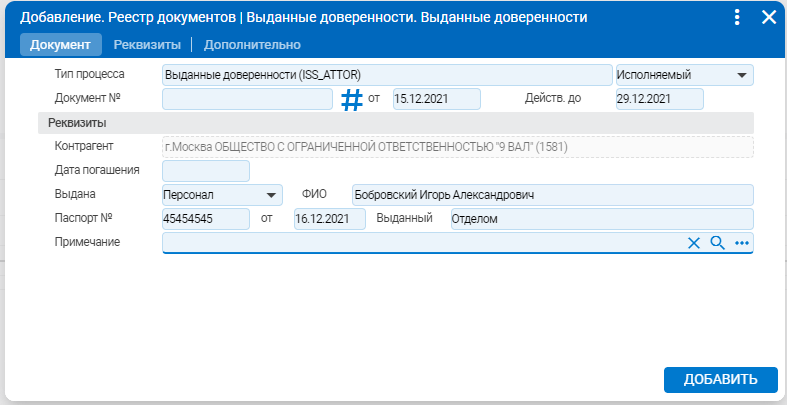 Добавление. Реестр документов | Выданные доверенности. Выданные доверенности
Документ Реквизиты Дополнительно
Тип процесса Выданные доверенности (ISS_ATTOR) Исполняемый
Документ № # от 15.12.2021 Действ. до 29.12.2021
Реквизиты
Контрагент г.Москва ОБЩЕСТВО С ОГРАНИЧЕННОЙ ОТВЕТСТВЕННОСТЬЮ "9 ВАЛ" (1581)
Дата погашения
Выдана Персонал ФИО Бобровский Игорь Александрович
Паспорт № 45454545 от 16.12.2021 Выданный Отделом
Примечание
ДОБАВИТЬ